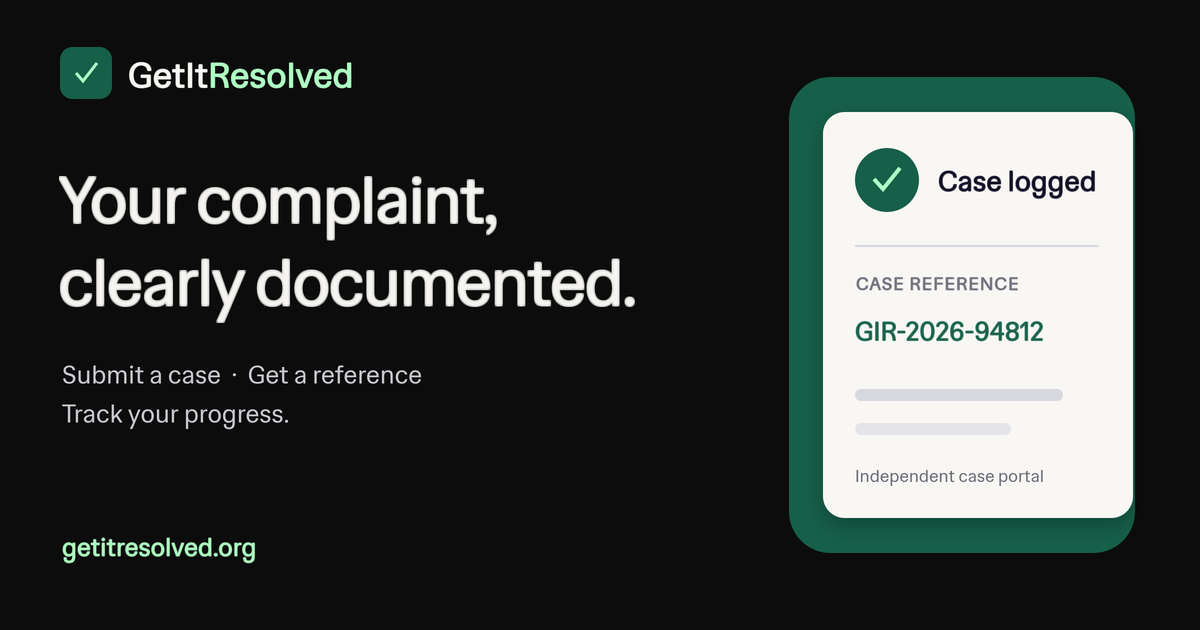 GetItResolved
Your complaint,
clearly documented.
Submit a case · Get a reference
Track your progress.
getitresolved.org
Case logged
CASE REFERENCE
GIR-2026-94812
Independent case portal